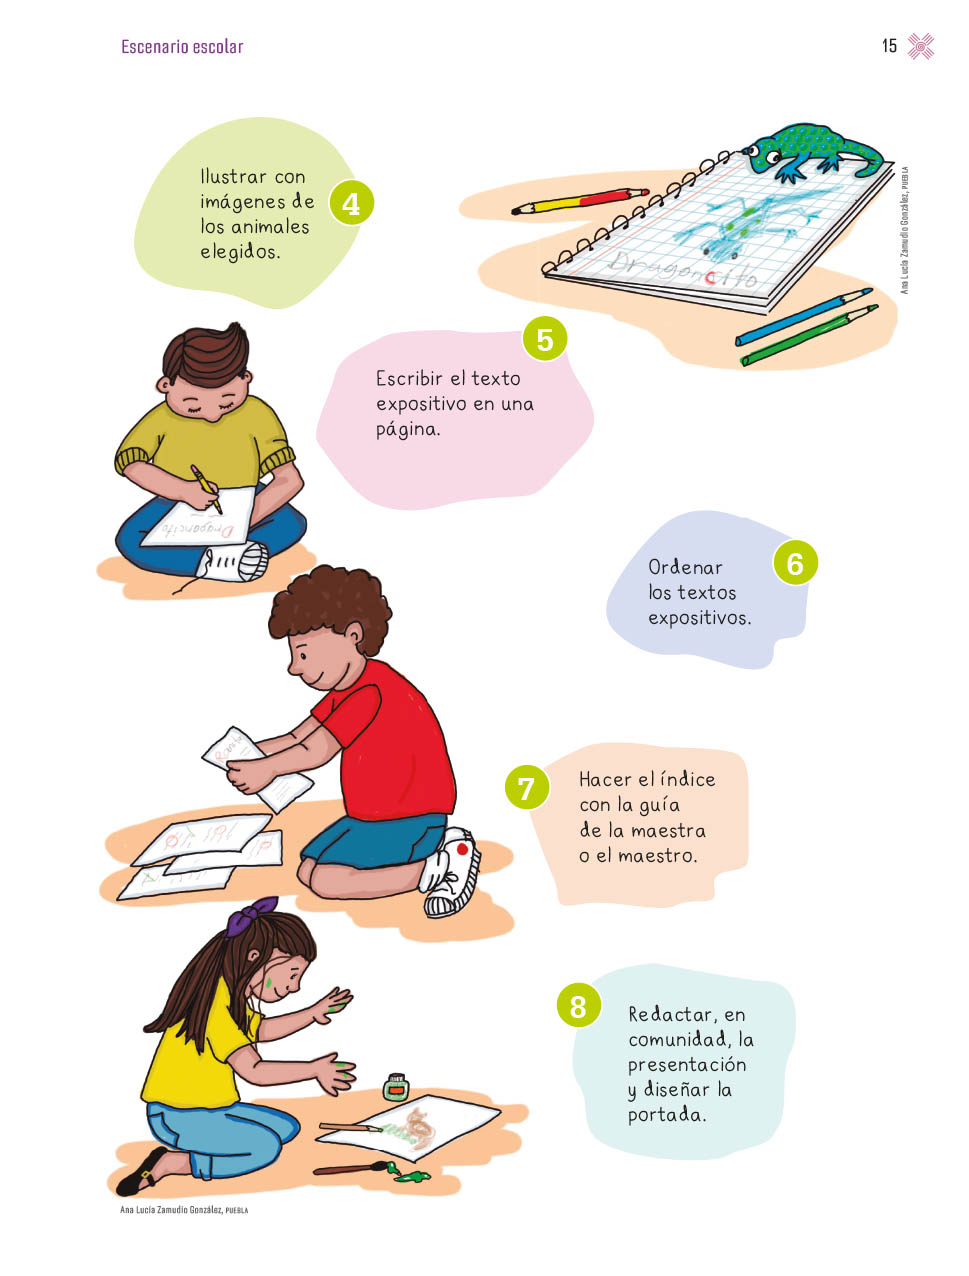 Escenario escolar
15
Ilustrar con
imágenes de
los animales
elegidos.
4
Ana Lucía Zamudio González, PUEBLA
Dragoncito
5
Escribir el texto
expositivo en una
página.
Dragoncito
6
Ordenar
los textos
expositivos.
7
Hacer el índice
con la guía
de la maestra
o el maestro.
8
Redactar, en
comunidad, la
presentación
y diseñar la
portada.
Ana Lucía Zamudio González, PUEBLA